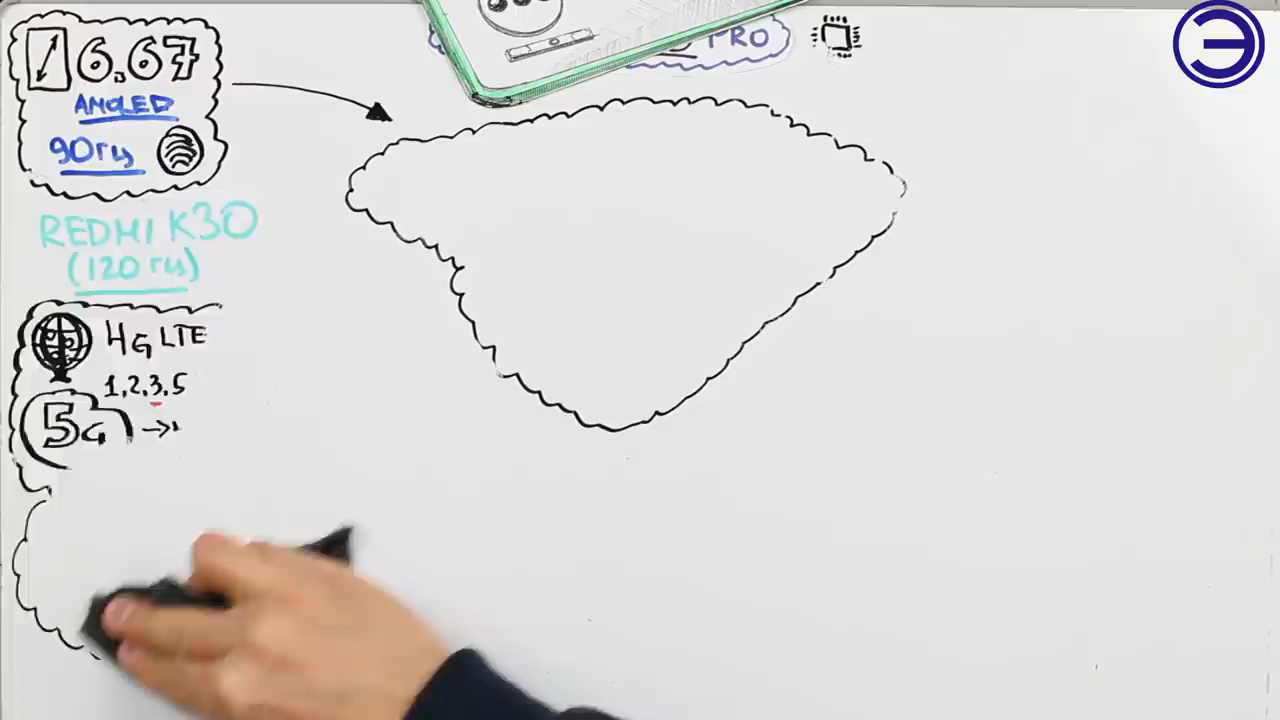 6.67
AMOLED
90гц
PRO
Э
REDMI K30
(120 гц)
4G LTE
1,2,3,5
5G →